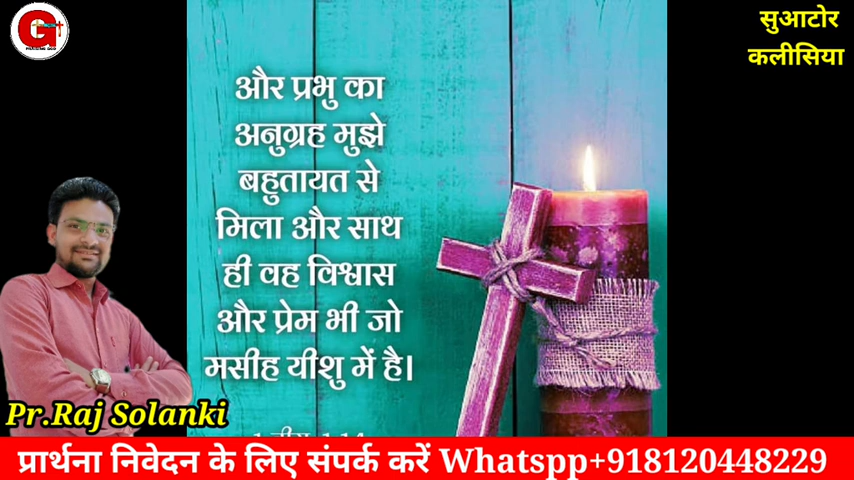 सुआटोर
कलीसिया
और प्रभु का
अनुग्रह मुझे
बहुतायत से
मिला और साथ
ही वह विश्वास
और प्रेम भी जो
मसीह यीशु में है।
Pr.Raj Solanki
प्रार्थना निवेदन के लिए संपर्क करें Whatspp+918120448229